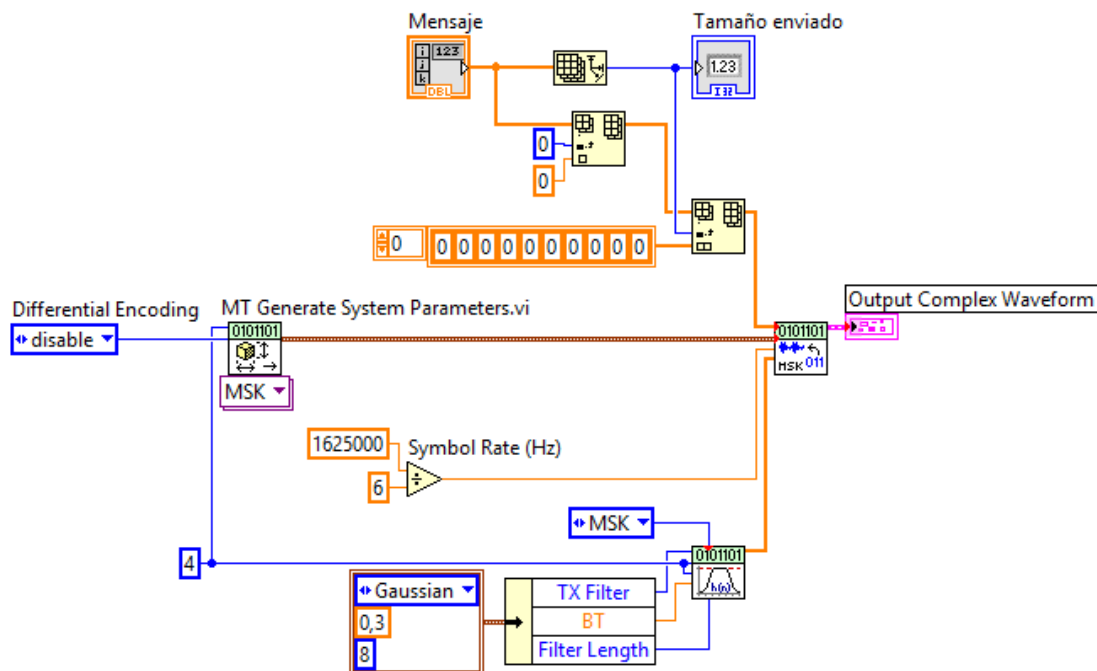 Mensaje
Tamaño enviado
i
j
k
123
DBL
1.23
I32
0
0
0
0 0 0 0 0 0 0 0 0 0
Differential Encoding
disable
MT Generate System Parameters.vi
0101101
MSK
Output Complex Waveform
0101101
MSK 011
1625000
Symbol Rate (Hz)
6
MSK
4
0101101
h(n)
Gaussian
0,3
8
TX Filter
BT
Filter Length